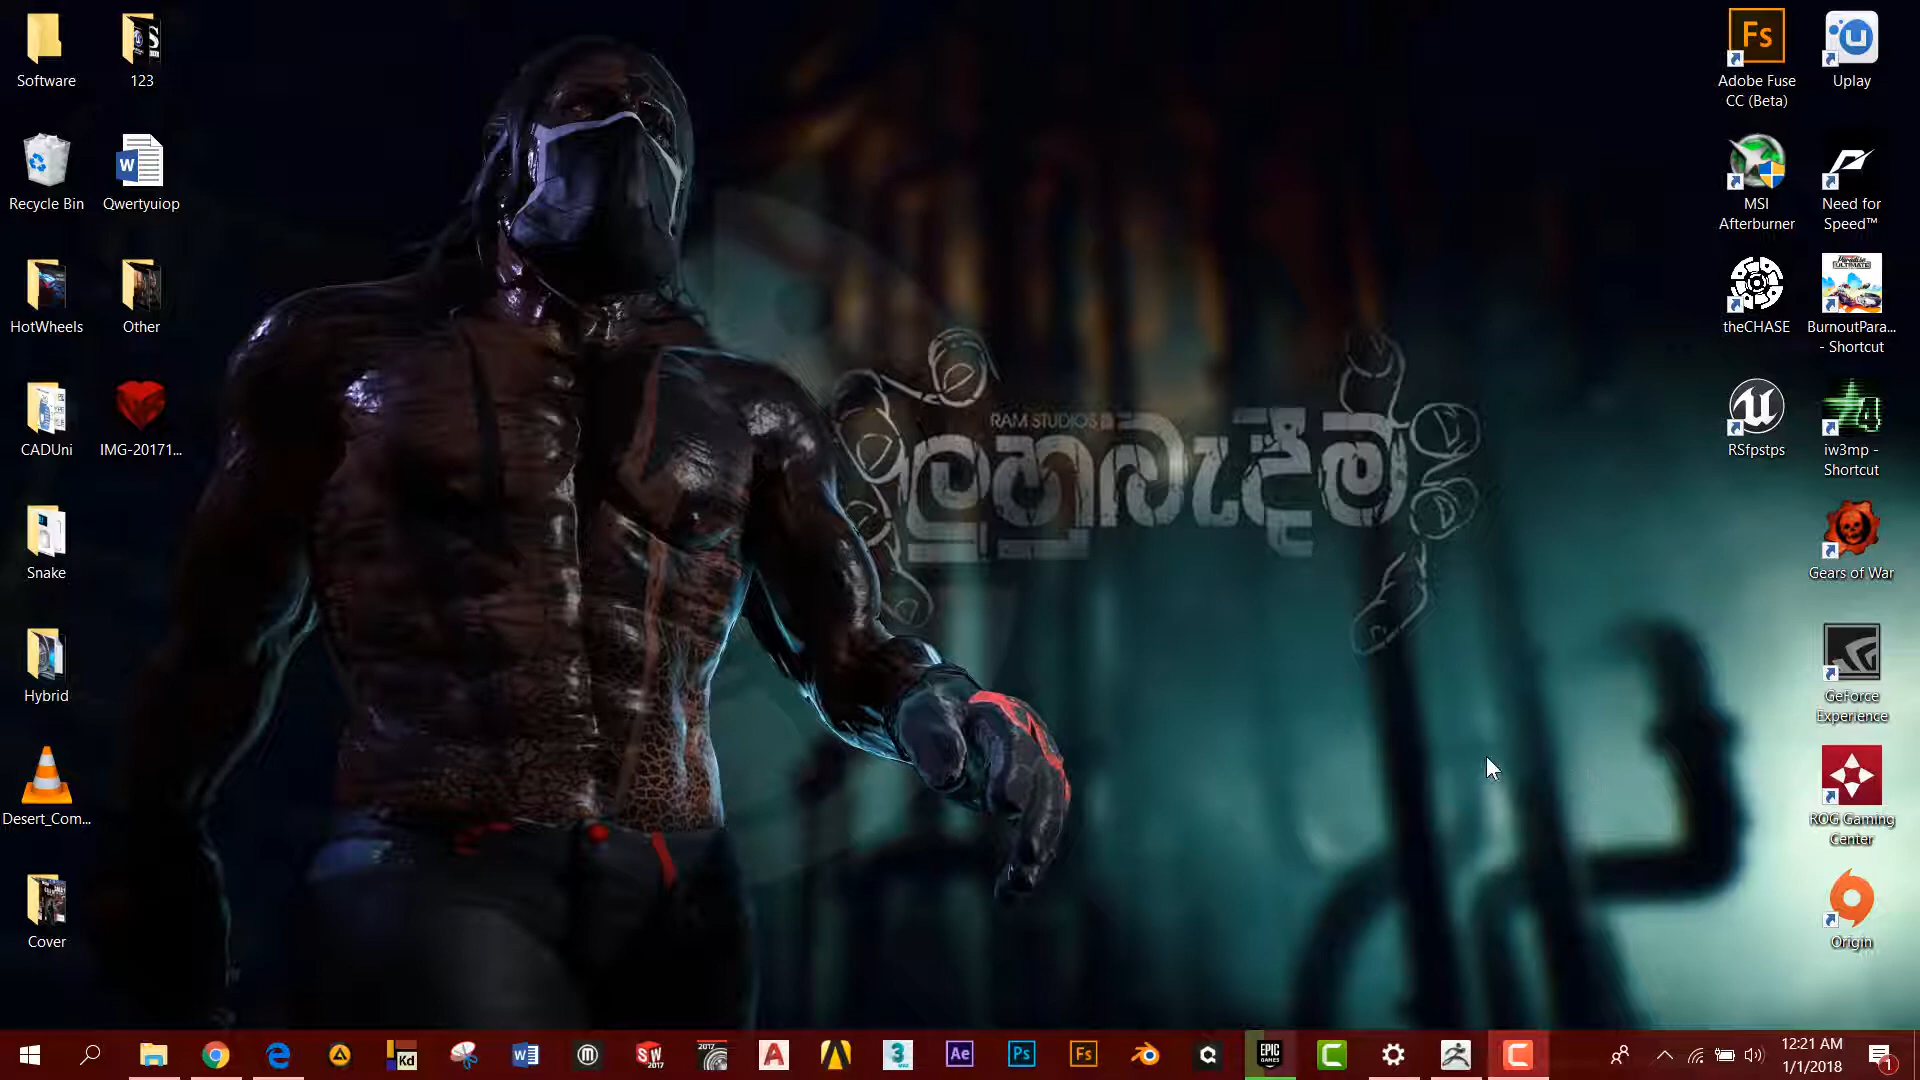 Software
123
Adobe Fuse
CC (Beta)
Uplay
Recycle Bin
Qwertyuiop
MSI
Afterburner
Need for
Speed™
HotWheels
Other
theCHASE
BurnoutPara...
- Shortcut
CADUni
IMG-20171...
RSfpstps
iw3mp -
Shortcut
RAM STUDIOS
ලුහුබැඳීම්
Snake
Gears of War
Hybrid
GeForce
Experience
Desert_Com...
ROG Gaming
Center
Cover
Origin
12:21 AM
1/1/2018